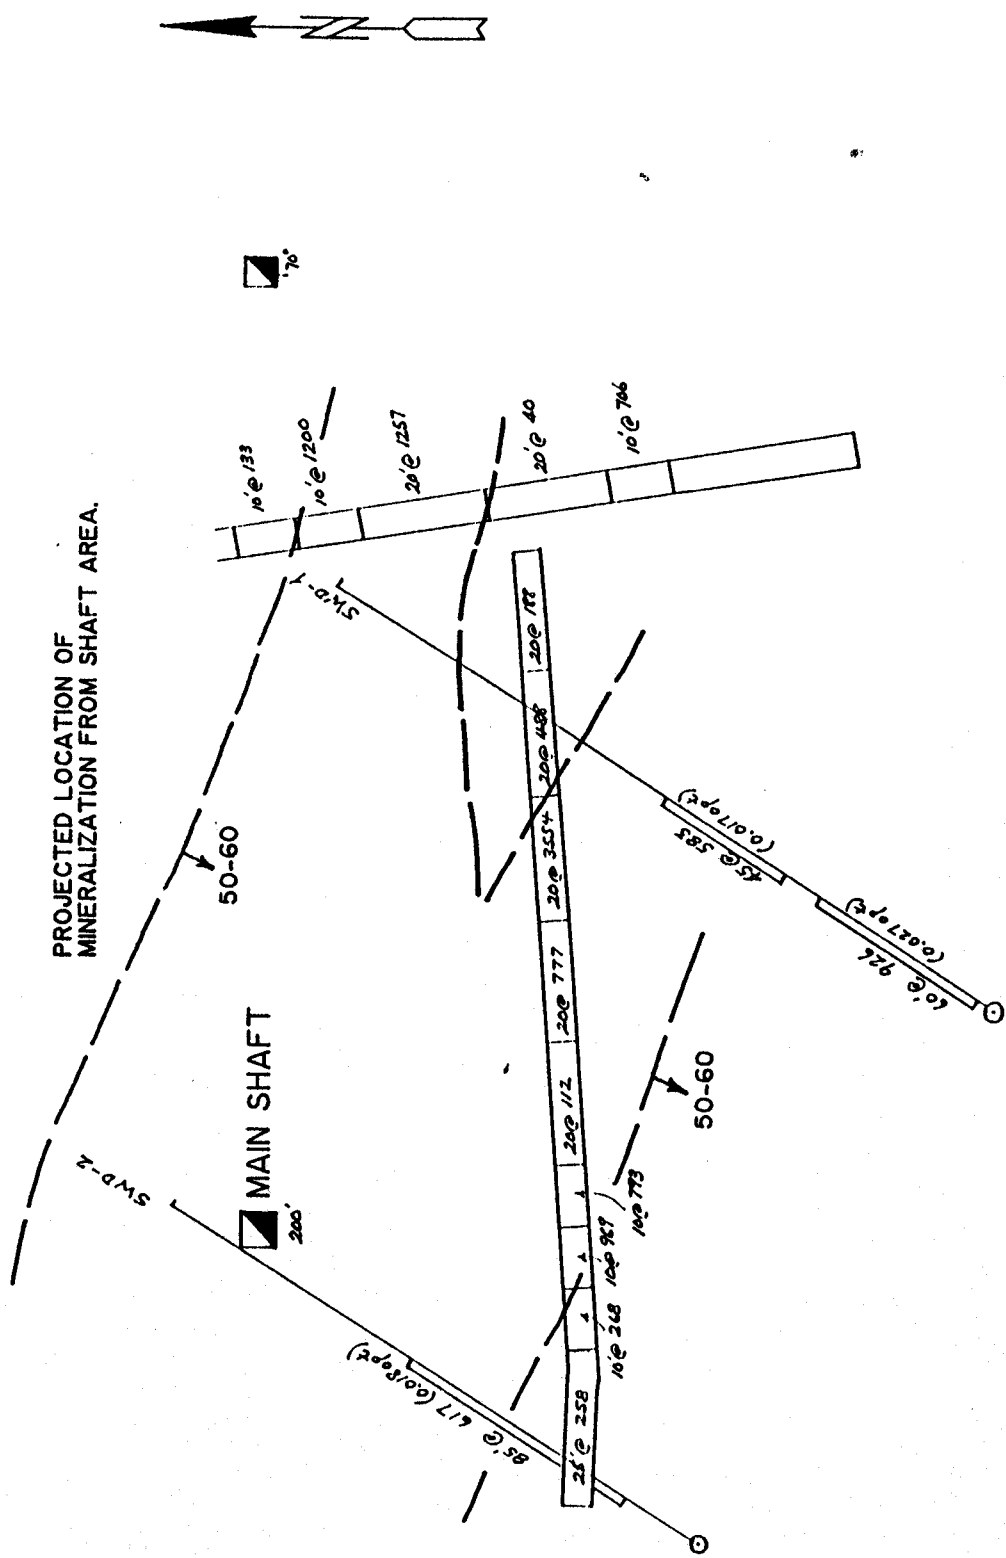 PROJECTED LOCATION OF
MINERALIZATION FROM SHAFT AREA.
70'
10'@ 133
10'@ 1200
20'@ 1257
20'@ 40
10'@ 706
SWD-1
50-60
20@ 188
20@ 488
20@ 3554
20@ 777
20@ 112
45'@ 585
(0.017opt)
60'@ 926
(0.027opt)
SWD-2
MAIN SHAFT
200'
50-60
10@ 793
10@ 969
10'@ 268
25'@ 258
85'@ 617 (0.018opt)
N